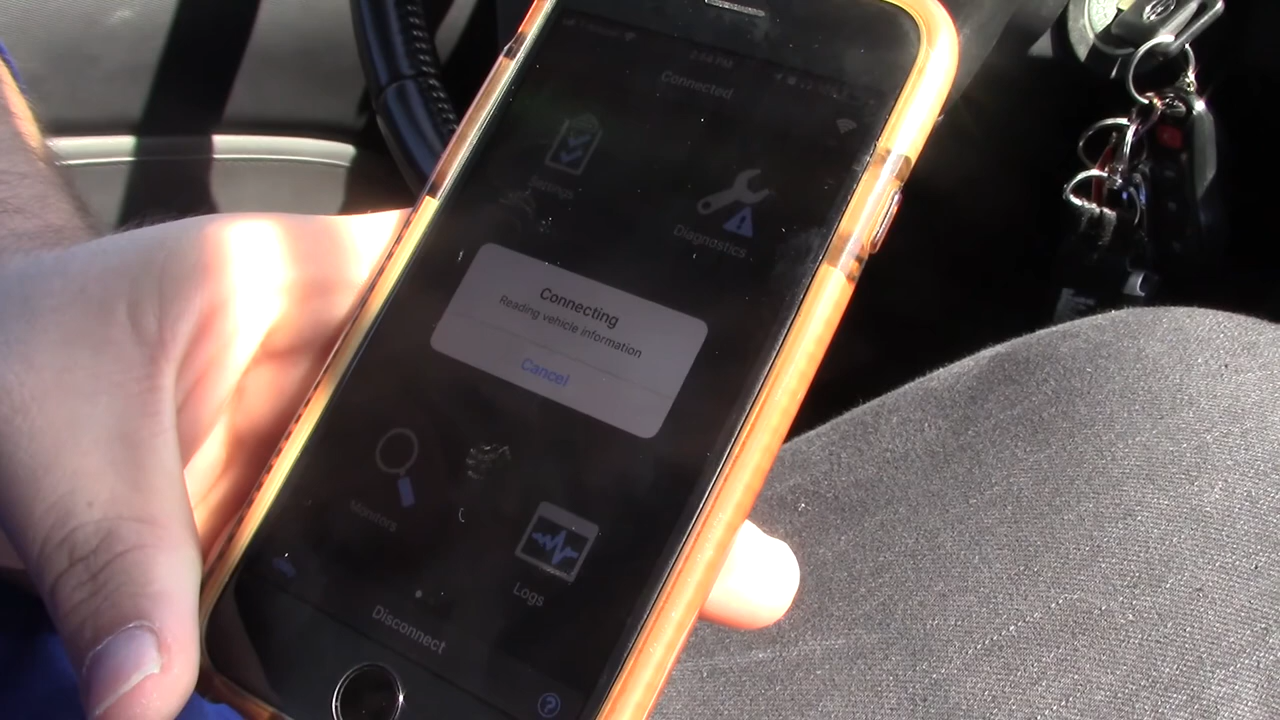 Connected
Settings
Diagnostics
Connecting
Reading vehicle information
Cancel
Monitors
Logs
Disconnect
?